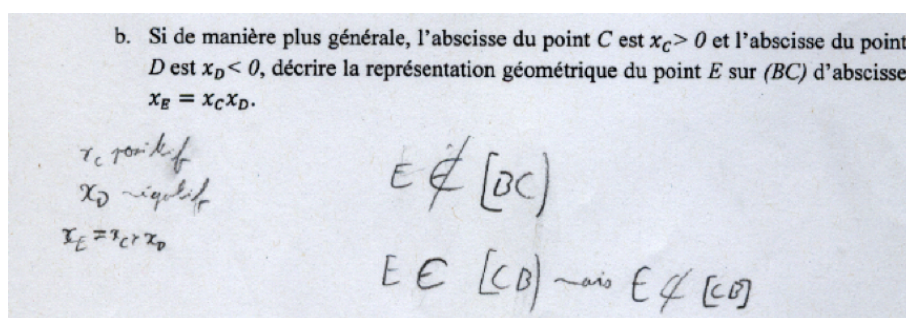 b. Si de manière plus générale, l'abscisse du point C est x_C > 0 et l'abscisse du point
D est x_D < 0, décrire la représentation géométrique du point E sur (BC) d'abscisse
x_E = x_C x_D.
x_C positif
x_D négatif
x_E = x_C × x_D
E ∉ [BC)
E ∈ [CB) mais E ∉ [CB]